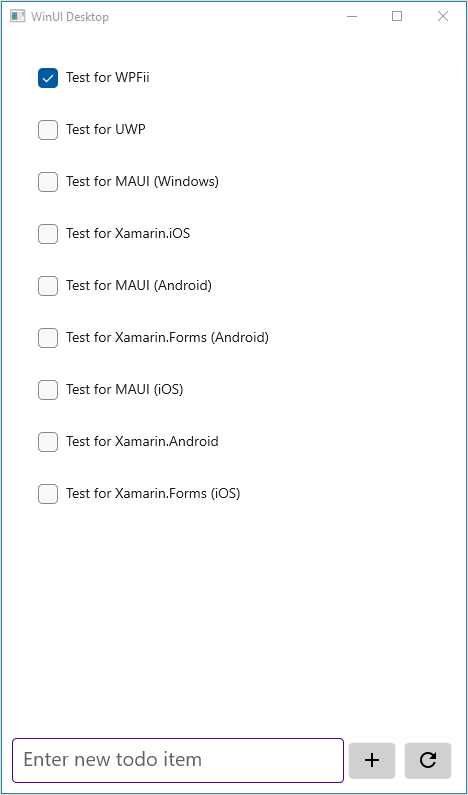 WinUI Desktop
Test for WPFii
Test for UWP
Test for MAUI (Windows)
Test for Xamarin.iOS
Test for MAUI (Android)
Test for Xamarin.Forms (Android)
Test for MAUI (iOS)
Test for Xamarin.Android
Test for Xamarin.Forms (iOS)
Enter new todo item